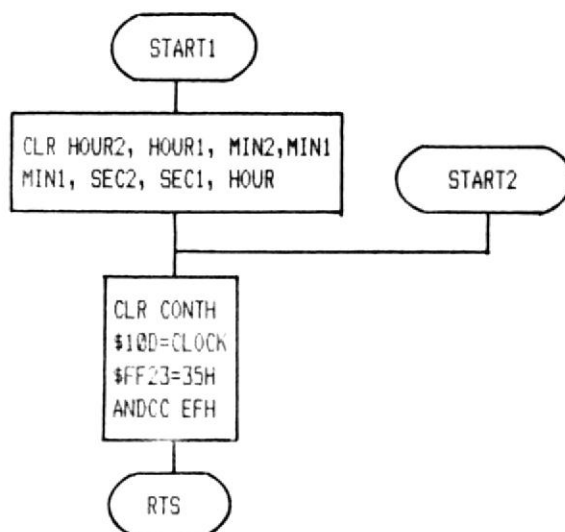 START1
CLR HOUR2, HOUR1, MIN2,MIN1
MIN1, SEC2, SEC1, HOUR
START2
CLR CONTH
$10D=CLOCK
$FF23=35H
ANDCC EFH
RTS